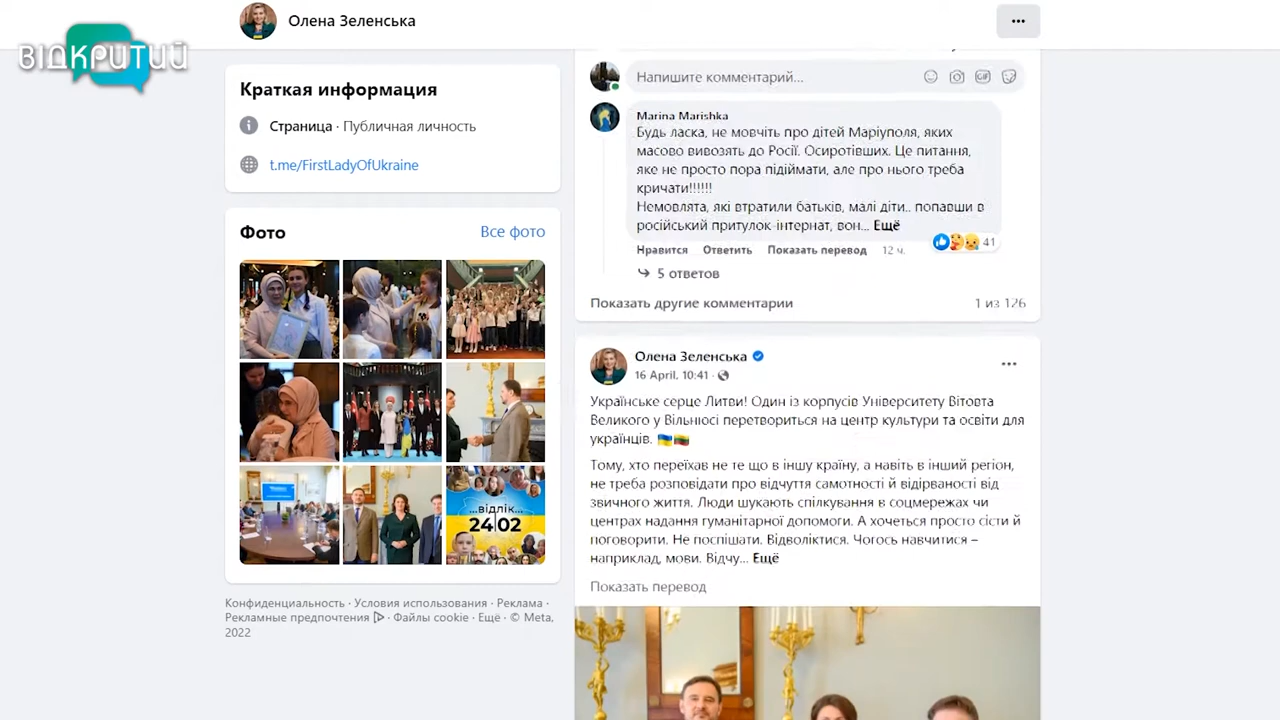 Олена Зеленська
ВІДКРИТИЙ
Краткая информация
Страница · Публичная личность
t.me/FirstLadyOfUkraine
Фото
Все фото
...відлік...
24|02
Конфиденциальность · Условия использования · Реклама ·
Рекламные предпочтения · Файлы cookie · Ещё · © Meta,
2022
Напишите комментарий...
GIF
Marina Marishka
Будь ласка, не мовчіть про дітей Маріуполя, яких
масово вивозять до Росії. Осиротівших. Це питання,
яке не просто пора підіймати, але про нього треба
кричати!!!!!!
Немовлята, які втратили батьків, малі діти.. попавши в
російський притулок-інтернат, вон... Ещё
41
Нравится Ответить Показать перевод 12 ч.
5 ответов
Показать другие комментарии
1 из 126
Олена Зеленська
16 April, 10:41 ·
Українське серце Литви! Один із корпусів Університету Вітовта
Великого у Вільнюсі перетвориться на центр культури та освіти для
українців. 🇺🇦🇱🇹
Тому, хто переїхав не те що в іншу країну, а навіть в інший регіон,
не треба розповідати про відчуття самотності й відірваності від
звичного життя. Люди шукають спілкування в соцмережах чи
центрах надання гуманітарної допомоги. А хочеться просто сісти й
поговорити. Не поспішати. Відволіктися. Чогось навчитися –
наприклад, мови. Відчу... Ещё
Показать перевод